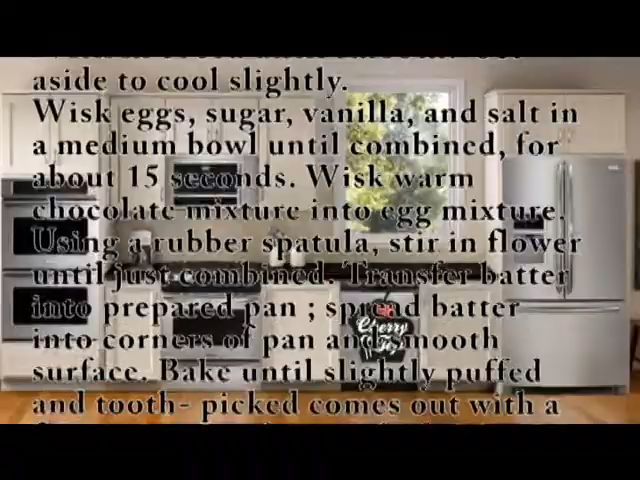 aside to cool slightly.
Wisk eggs, sugar, vanilla, and salt in
a medium bowl until combined, for
about 15 seconds. Wisk warm
chocolate mixture into egg mixture.
Using a rubber spatula, stir in flower
until just combined. Transfer batter
into prepared pan ; spread batter
into corners of pan and smooth
surface. Bake until slightly puffed
and tooth- picked comes out with a
Cherry